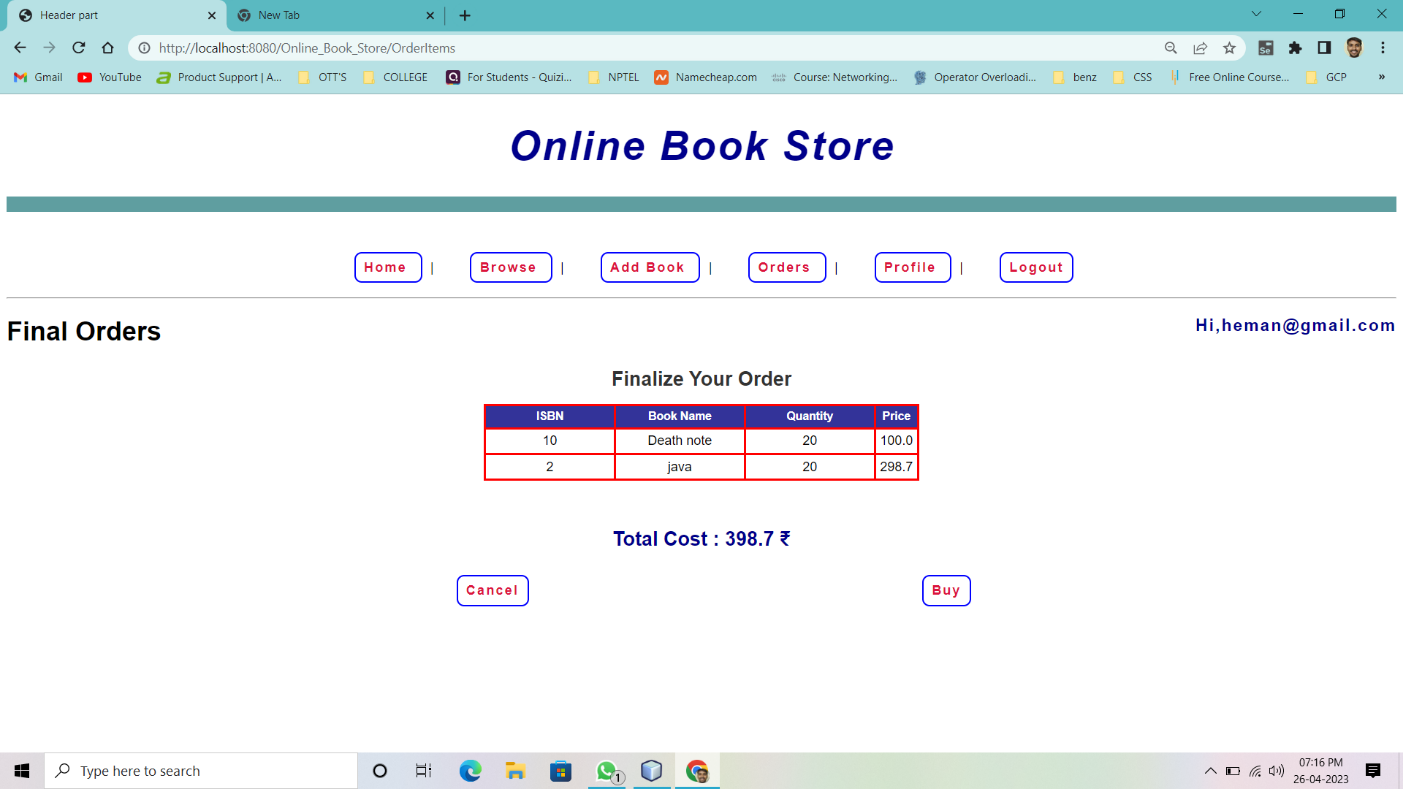 Header part
New Tab
http://localhost:8080/Online_Book_Store/OrderItems
Gmail YouTube Product Support | A... OTT'S COLLEGE For Students - Quizi... NPTEL Namecheap.com Course: Networking... Operator Overloadi... benz CSS Free Online Course... GCP »
Online Book Store
Home | Browse | Add Book | Orders | Profile | Logout
Final Orders
Hi,heman@gmail.com
Finalize Your Order
ISBN Book Name Quantity Price
10 Death note 20 100.0
2 java 20 298.7
Total Cost : 398.7 ₹
Cancel Buy
Type here to search
1
07:16 PM
26-04-2023